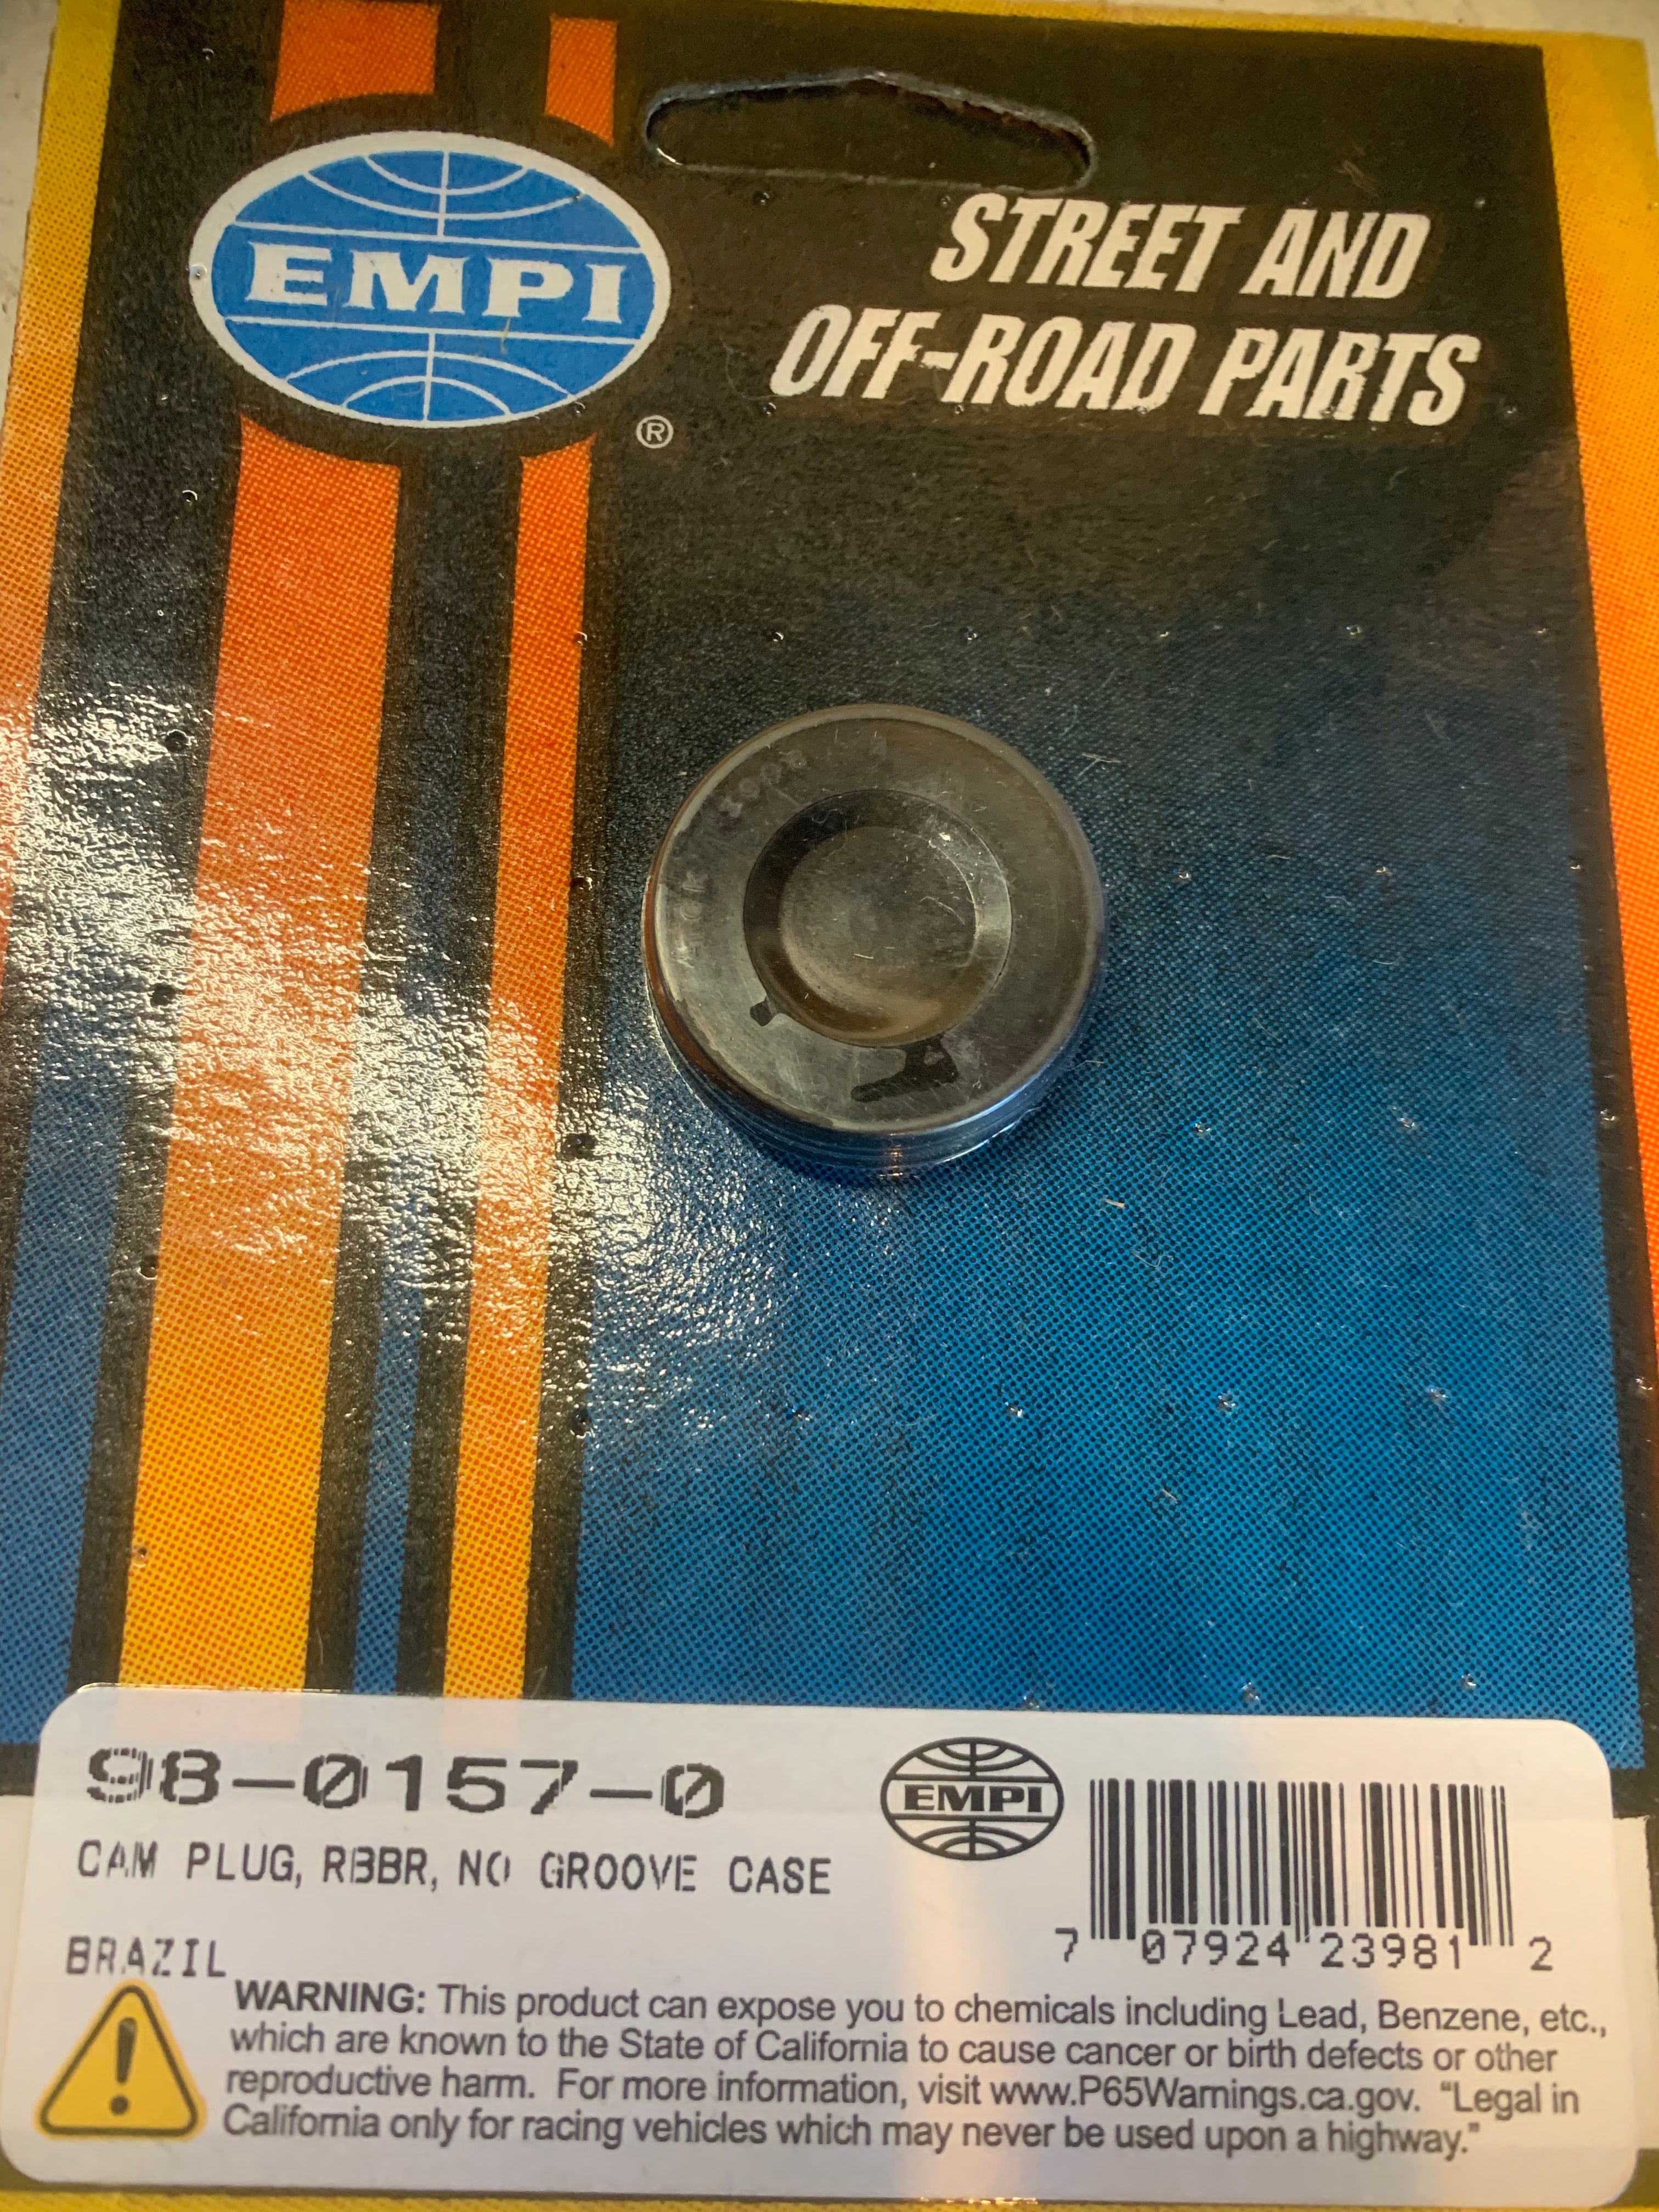 EMPI
®
STREET AND
OFF-ROAD PARTS
98-0157-0
CAM PLUG, RBBR, NO GROOVE CASE
EMPI
7 07924 23981 2
BRAZIL
WARNING: This product can expose you to chemicals including Lead, Benzene, etc.,
which are known to the State of California to cause cancer or birth defects or other
reproductive harm. For more information, visit www.P65Warnings.ca.gov. “Legal in
California only for racing vehicles which may never be used upon a highway.”